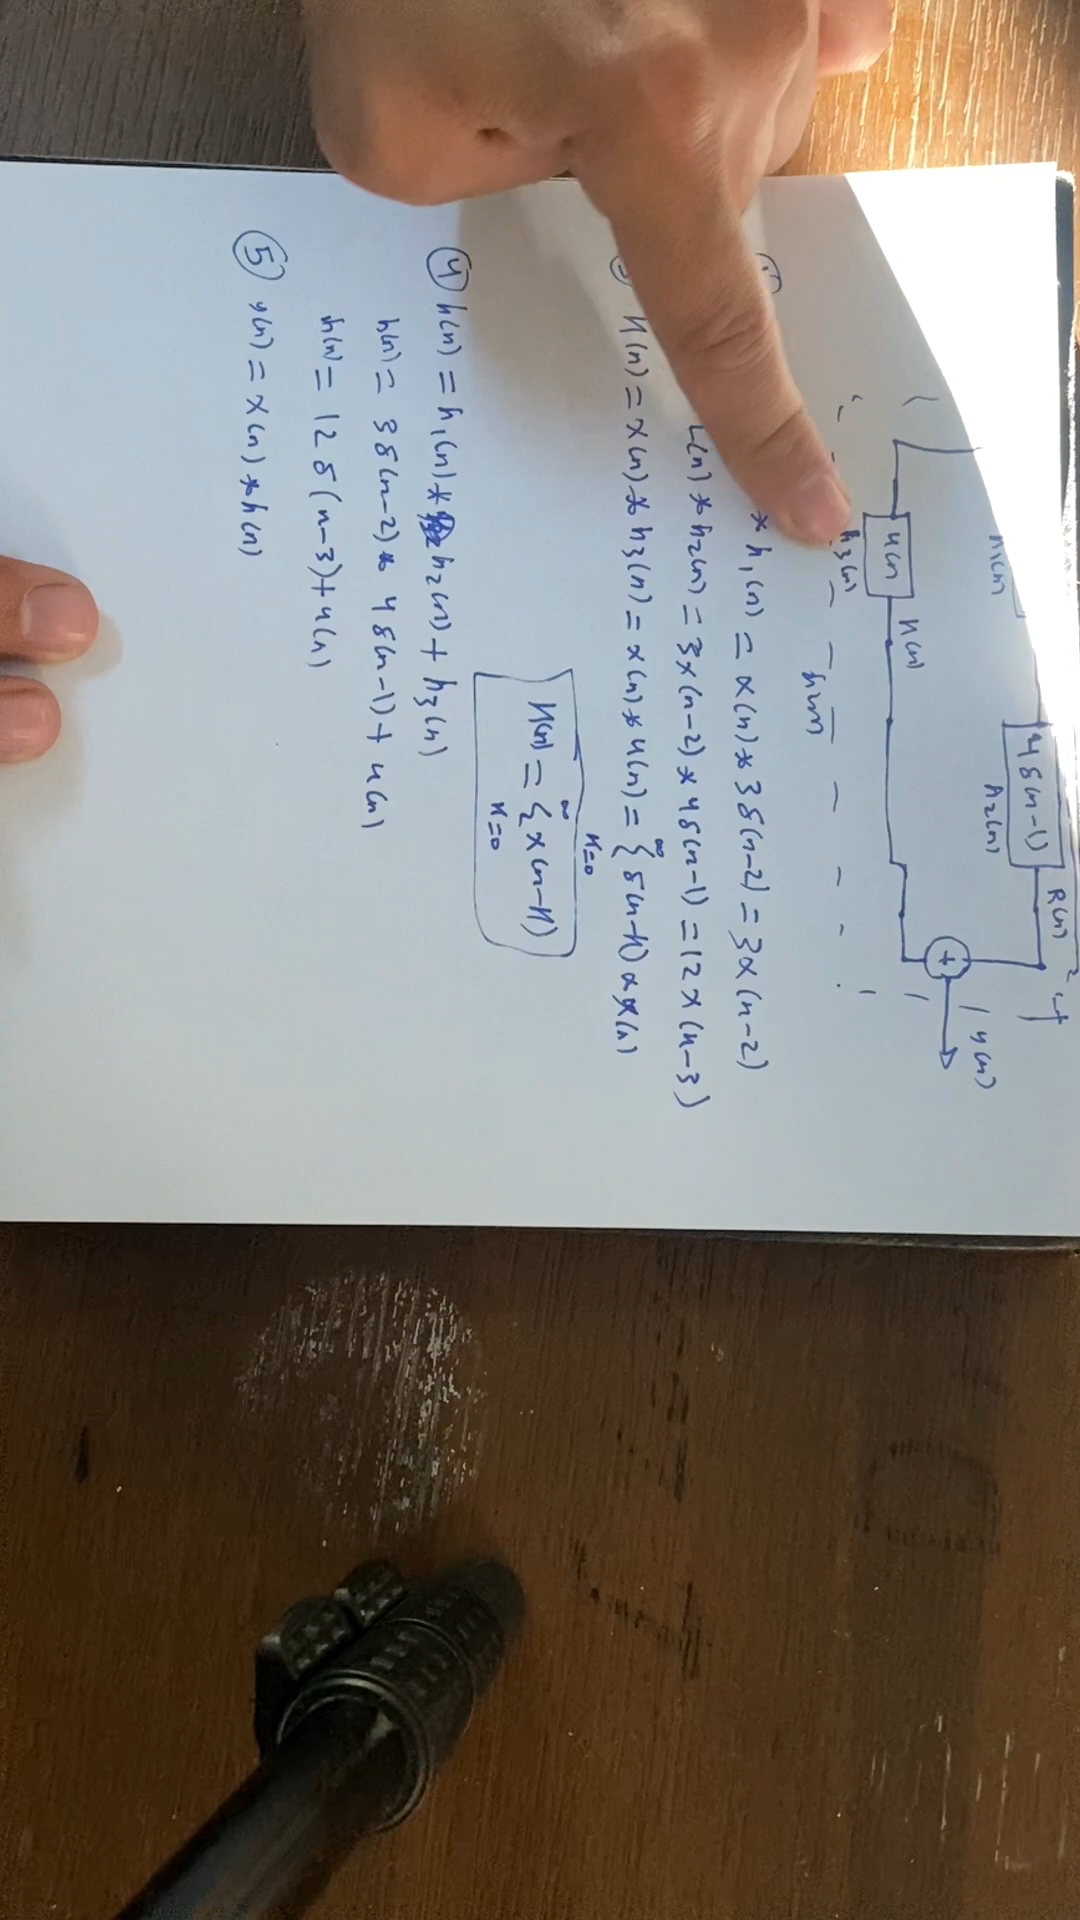 y(n)
R(n)
4δ(n-1)
h2(n)
h1(n)
+
K(n)
u(n)
h3(n)
h(n)
* h1(n) = x(n) * 3δ(n-2) = 3x(n-2)
L(n) * h2(n) = 3x(n-2) * 4δ(n-1) = 12x(n-3)
K(n) = x(n) * h3(n) = x(n) * u(n) = {∞ K=0 δ(n-K) * x(n)
K(n) = {∞ K=0 x(n-K)
④ h(n) = h1(n) * h2(n) + h3(n)
h(n) = 3δ(n-2) * 4δ(n-1) + u(n)
h(n) = 12δ(n-3) + u(n)
⑤ y(n) = x(n) * h(n)